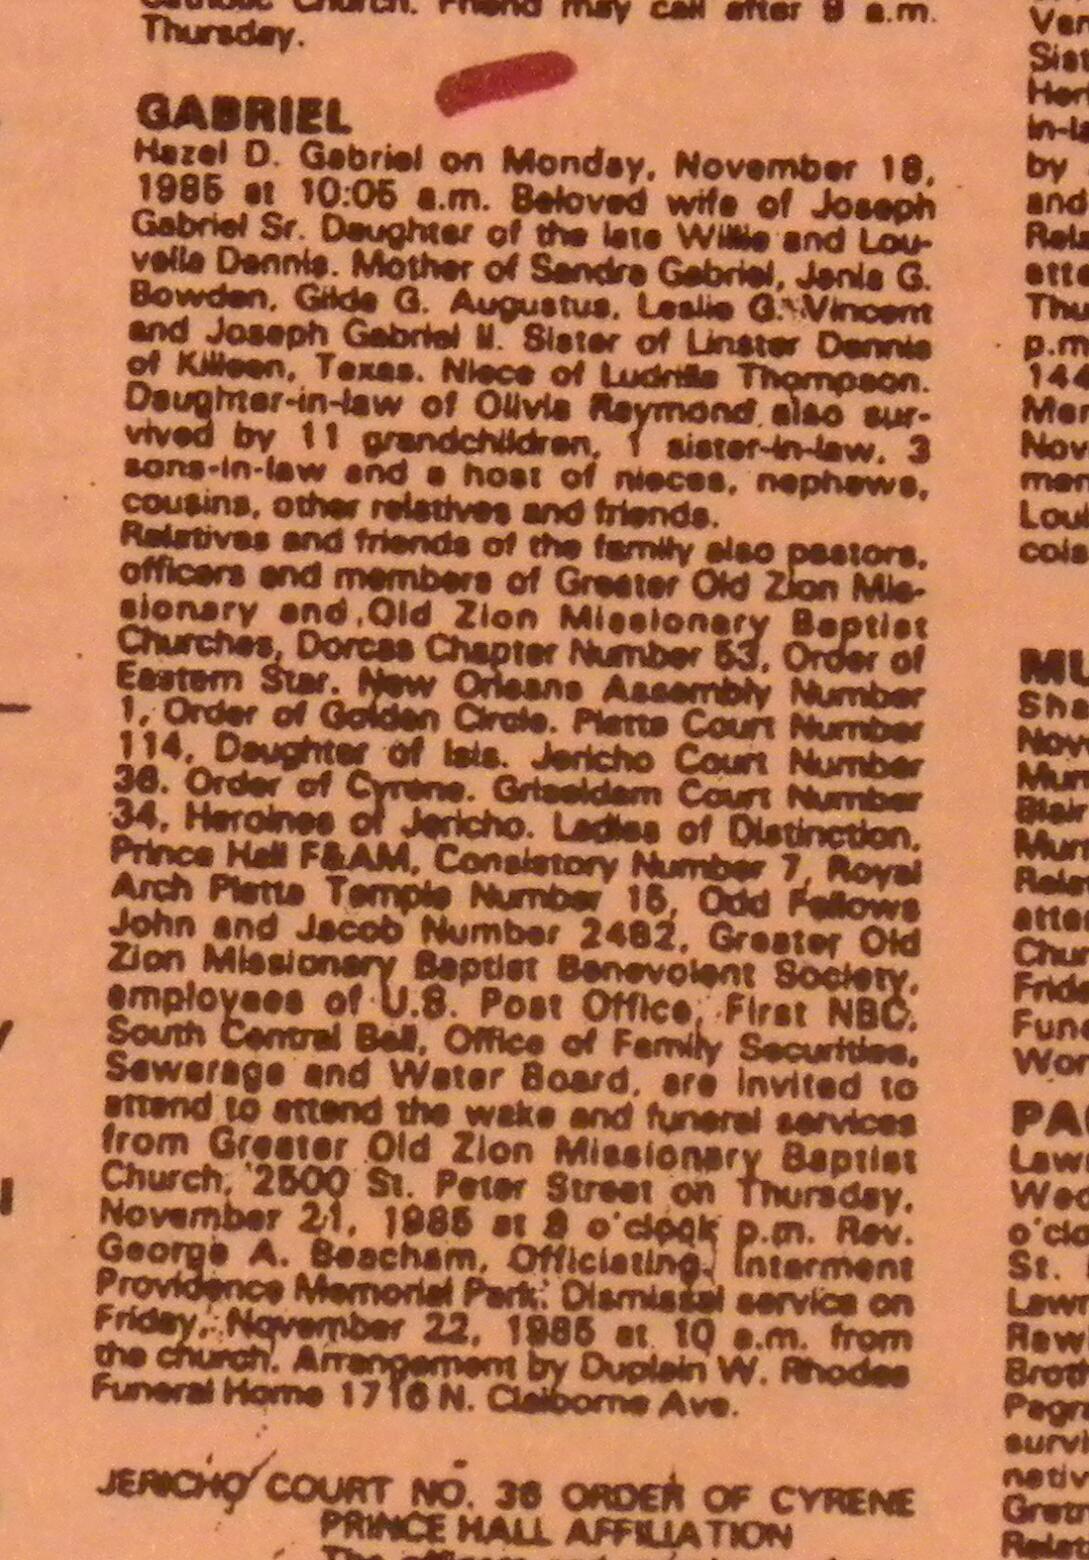 Catholic Church. Friend may call after 9 a.m.
Thursday.
GABRIEL
Hazel D. Gabriel on Monday, November 18,
1985 at 10:05 a.m. Beloved wife of Joseph
Gabriel Sr. Daughter of the late Willie and Lou-
vella Dennis. Mother of Sandra Gabriel, Janis G.
Bowden, Gilda G. Augustus, Leslie G. Vincent
and Joseph Gabriel II. Sister of Linster Dennis
of Killeen, Texas. Niece of Thompson.
Daughter-in-law of Olivia Raymond also sur-
vived by 11 grandchildren, 1 sister-in-law, 3
sons-in-law and a host of nieces, nephews,
cousins, other relatives and friends.
Relatives and friends of the family also pastors,
officers and members of Greater Old Zion Mis-
sionary and Old Zion Missionary Baptist
Churches, Dorcas Chapter Number 53, Order of
Eastern Star. New Orleans Assembly Number
1, Order of Golden Circle. Pietts Court Number
114, Daughter of Isis. Jericho Court Number
36. Order of Cyrene. Griseldam Court Number
34, Heroines of Jericho. Ladies of Distinction,
Prince Hall F&AM, Consistory Number 7, Royal
Arch Pietts Temple Number 15, Odd Fellows
John and Jacob Number 2482, Greater Old
Zion Missionary Baptist Benevolent Society,
employees of U.S. Post Office, First NBC,
South Central Bell, Office of Family Securities,
Sewerage and Water Board, are invited to
attend to attend the wake and funeral services
from Greater Old Zion Missionary Baptist
Church, 2500 St. Peter Street on Thursday,
November 21, 1985 at 8 o'clock p.m. Rev.
George A. Beacham, Officiating. Interment
Providence Memorial Park. Dismissal service on
Friday, November 22, 1985 at 10 a.m. from
the church. Arrangement by Duplain W. Rhodes
Funeral Home 1716 N. Claiborne Ave.
JERICHO COURT NO. 36 ORDER OF CYRENE
PRINCE HALL AFFILIATION